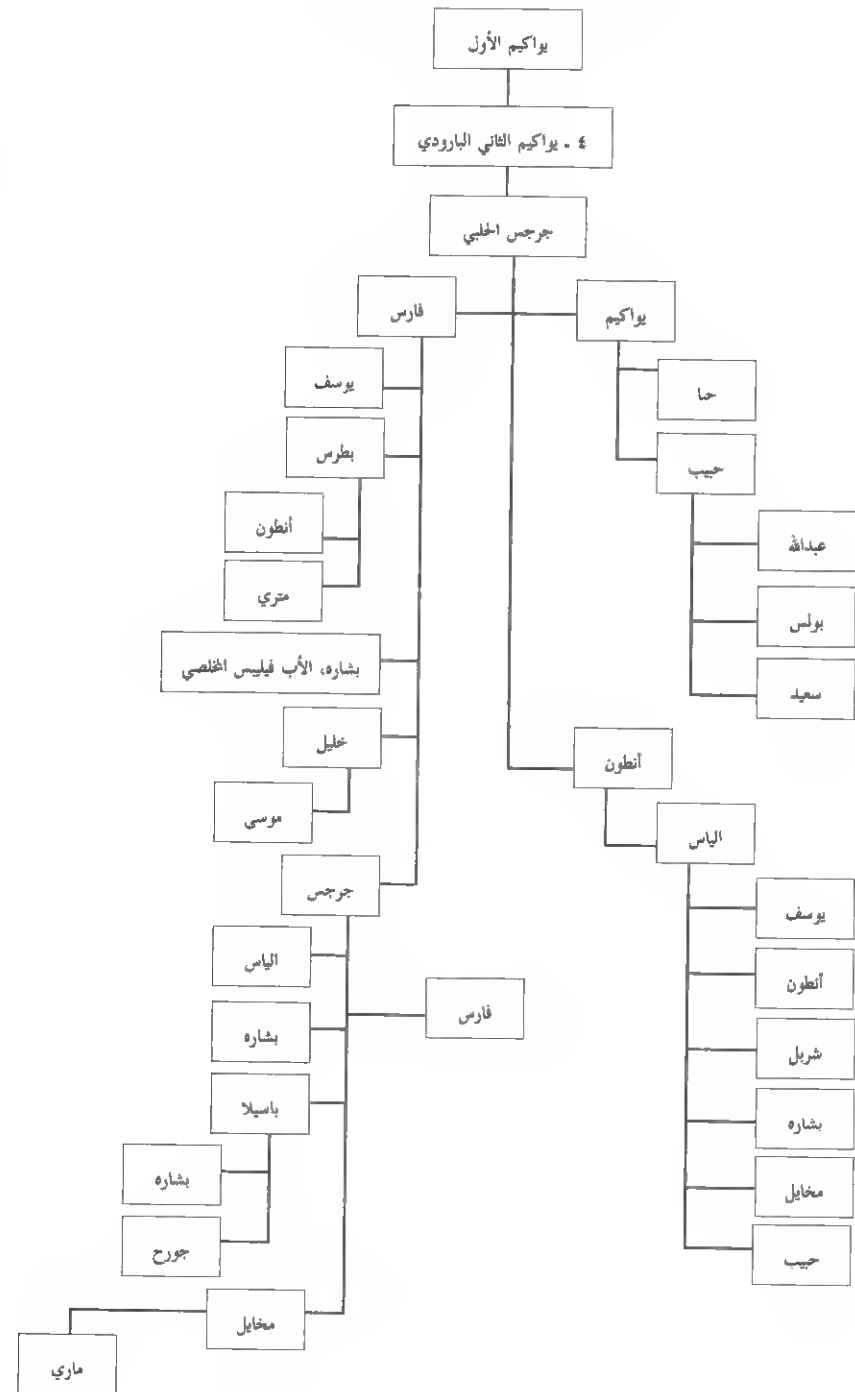 يواكيم الأول
٤ ـ يواكيم الثاني البارودي
جرجس الحلبي
يواكيم
حنا
حبيب
عبدالله
بولس
سعيد
أنطون
الياس
يوسف
أنطون
شربل
بشاره
مخايل
حبيب
فارس
يوسف
بطرس
أنطون
متري
بشاره، الأب فيليبس المخلصي
خليل
موسى
جرجس
فارس
الياس
بشاره
باسيلا
بشاره
جورج
مخايل
ماري